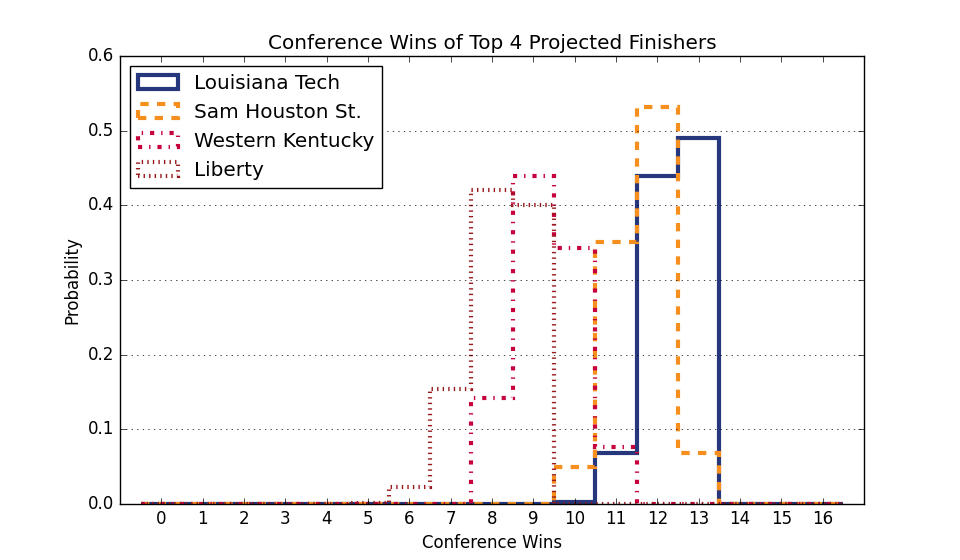 Conference Wins of Top 4 Projected Finishers
0.6
Louisiana Tech
Sam Houston St.
Western Kentucky
Liberty
0.5
0.4
0.3
0.2
0.1
0.0
Probability
0 1 2 3 4 5 6 7 8 9 10 11 12 13 14 15 16
Conference Wins